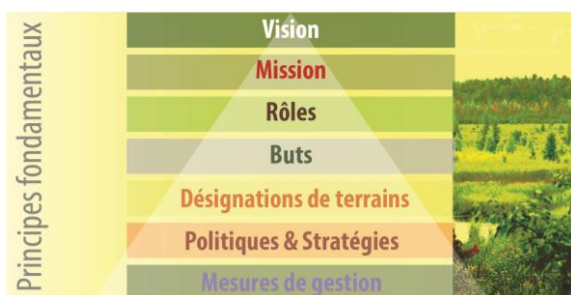 Principes fondamentaux
Vision
Mission
Rôles
Buts
Désignations de terrains
Politiques & Stratégies
Mesures de gestion